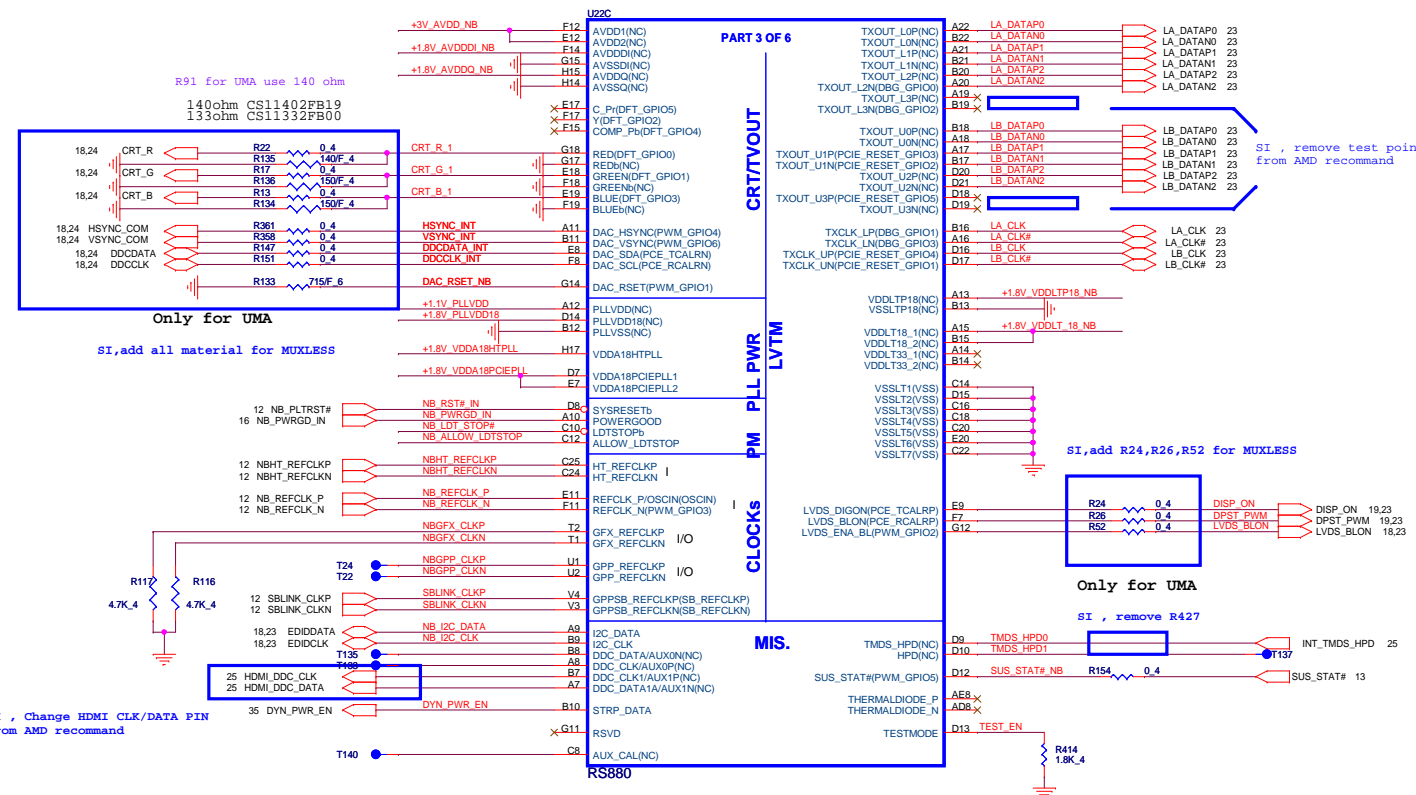 U22C
PART 3 OF 6
R91 for UMA use 140 ohm
140ohm CS11402FB19
133ohm CS11332FB00
+3V_AVDD_NB F12 AVDD1(NC)
E12 AVDD2(NC)
+1.8V_AVDDDI_NB F14 AVDDDI(NC)
G15 AVSSDI(NC)
+1.8V_AVDDQ_NB H15 AVDDQ(NC)
H14 AVSSQ(NC)
E17 C_Pr(DFT_GPIO5)
F17 Y(DFT_GPIO2)
F15 COMP_Pb(DFT_GPIO4)
18,24 CRT_R R22 0_4 CRT_R_1 G18 RED(DFT_GPIO0)
R135 140/F_4 G17 REDb(NC)
18,24 CRT_G R17 0_4 CRT_G_1 E18 GREEN(DFT_GPIO1)
R136 150/F_4 F18 GREENb(NC)
18,24 CRT_B R13 0_4 CRT_B_1 E19 BLUE(DFT_GPIO3)
R134 150/F_4 F19 BLUEb(NC)
18,24 HSYNC_COM R361 0_4 HSYNC_INT A11 DAC_HSYNC(PWM_GPIO4)
18,24 VSYNC_COM R358 0_4 VSYNC_INT B11 DAC_VSYNC(PWM_GPIO6)
18,24 DDCDATA R147 0_4 DDCDATA_INT E8 DAC_SDA(PCE_TCALRN)
18,24 DDCCLK R151 0_4 DDCCLK_INT F8 DAC_SCL(PCE_RCALRN)
R133 715/F_6 DAC_RSET_NB G14 DAC_RSET(PWM_GPIO1)
Only for UMA
SI,add all material for MUXLESS
+1.1V_PLLVDD A12 PLLVDD(NC)
+1.8V_PLLVDD18 D14 PLLVDD18(NC)
B12 PLLVSS(NC)
+1.8V_VDDA18HTPLL H17 VDDA18HTPLL
+1.8V_VDDA18PCIEPLL D7 VDDA18PCIEPLL1
E7 VDDA18PCIEPLL2
12 NB_PLTRST# NB_RST#_IN D8 SYSRESETb
16 NB_PWRGD_IN NB_PWRGD_IN A10 POWERGOOD
NB_LDT_STOP# C10 LDTSTOPb
NB_ALLOW_LDTSTOP C12 ALLOW_LDTSTOP
12 NBHT_REFCLKP NBHT_REFCLKP C25 HT_REFCLKP
12 NBHT_REFCLKN NBHT_REFCLKN C24 HT_REFCLKN I
12 NB_REFCLK_P NB_REFCLK_P E11 REFCLK_P/OSCIN(OSCIN)
12 NB_REFCLK_N NB_REFCLK_N F11 REFCLK_N(PWM_GPIO3) I
NBGFX_CLKP T2 GFX_REFCLKP
NBGFX_CLKN T1 GFX_REFCLKN I/O
T24 NBGPP_CLKP U1 GPP_REFCLKP
T22 NBGPP_CLKN U2 GPP_REFCLKN I/O
R117 4.7K_4
R116 4.7K_4
12 SBLINK_CLKP SBLINK_CLKP V4 GPPSB_REFCLKP(SB_REFCLKP)
12 SBLINK_CLKN SBLINK_CLKN V3 GPPSB_REFCLKN(SB_REFCLKN)
18,23 EDIDDATA NB_I2C_DATA A9 I2C_DATA
18,23 EDIDCLK NB_I2C_CLK B9 I2C_CLK
T135 B8 DDC_DATA/AUX0N(NC)
A8 DDC_CLK/AUX0P(NC)
25 HDMI_DDC_CLK B7 DDC_CLK1/AUX1P(NC)
25 HDMI_DDC_DATA A7 DDC_DATA1A/AUX1N(NC)
, Change HDMI CLK/DATA PIN
om AMD recommand
35 DYN_PWR_EN DYN_PWR_EN B10 STRP_DATA
G11 RSVD
T140 C8 AUX_CAL(NC)
RS880
CRT/TVOUT
PLL PWR
LVTM
PM
CLOCKs
MIS.
TXOUT_L0P(NC) A22 LA_DATAP0 LA_DATAP0 23
TXOUT_L0N(NC) B22 LA_DATAN0 LA_DATAN0 23
TXOUT_L1P(NC) A21 LA_DATAP1 LA_DATAP1 23
TXOUT_L1N(NC) B21 LA_DATAN1 LA_DATAN1 23
TXOUT_L2P(NC) B20 LA_DATAP2 LA_DATAP2 23
TXOUT_L2N(DBG_GPIO0) A20 LA_DATAN2 LA_DATAN2 23
TXOUT_L3P(NC) A19
TXOUT_L3N(DBG_GPIO2) B19
TXOUT_U0P(NC) B18 LB_DATAP0 LB_DATAP0 23
TXOUT_U0N(NC) A18 LB_DATAN0 LB_DATAN0 23
TXOUT_U1P(PCIE_RESET_GPIO3) A17 LB_DATAP1 LB_DATAP1 23
TXOUT_U1N(PCIE_RESET_GPIO2) B17 LB_DATAN1 LB_DATAN1 23
TXOUT_U2P(NC) D20 LB_DATAP2 LB_DATAP2 23
TXOUT_U2N(NC) D21 LB_DATAN2 LB_DATAN2 23
TXOUT_U3P(PCIE_RESET_GPIO5) D18
TXOUT_U3N(NC) D19
SI , remove test poin
from AMD recommand
TXCLK_LP(DBG_GPIO1) B16 LA_CLK LA_CLK 23
TXCLK_LN(DBG_GPIO3) A16 LA_CLK# LA_CLK# 23
TXCLK_UP(PCIE_RESET_GPIO4) D16 LB_CLK LB_CLK 23
TXCLK_UN(PCIE_RESET_GPIO1) D17 LB_CLK# LB_CLK# 23
VDDLTP18(NC) A13 +1.8V_VDDLTP18_NB
VSSLTP18(NC) B13
VDDLT18_1(NC) A15 +1.8V_VDDLT_18_NB
VDDLT18_2(NC) B15
VDDLT33_1(NC) A14
VDDLT33_2(NC) B14
VSSLT1(VSS) C14
VSSLT2(VSS) D15
VSSLT3(VSS) C16
VSSLT4(VSS) C18
VSSLT5(VSS) C20
VSSLT6(VSS) E20
VSSLT7(VSS) C22
SI,add R24,R26,R52 for MUXLESS
LVDS_DIGON(PCE_TCALRP) E9 R24 0_4 DISP_ON DISP_ON 19,23
LVDS_BLON(PCE_RCALRP) F7 R26 0_4 DPST_PWM DPST_PWM 19,23
LVDS_ENA_BL(PWM_GPIO2) G12 R52 0_4 LVDS_BLON LVDS_BLON 18,23
Only for UMA
SI , remove R427
TMDS_HPD(NC) D9 TMDS_HPD0 INT_TMDS_HPD 25
HPD(NC) D10 TMDS_HPD1 T137
SUS_STAT#(PWM_GPIO5) D12 SUS_STAT#_NB R154 0_4 SUS_STAT# 13
THERMALDIODE_P AE8
THERMALDIODE_N AD8
TESTMODE D13 TEST_EN
R414
1.8K_4